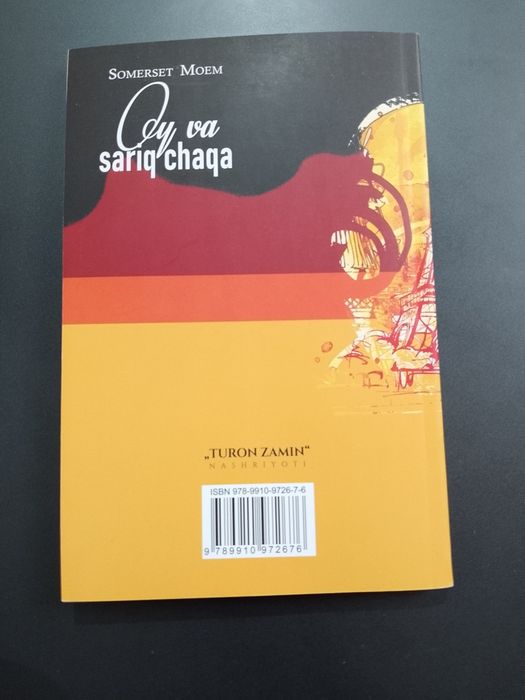 Somerset Moem
Oy va
sariq chaqa
„TURON ZAMIN“
NASHRIYOTI
ISBN 978-9910-9726-7-6
9 789910 972676